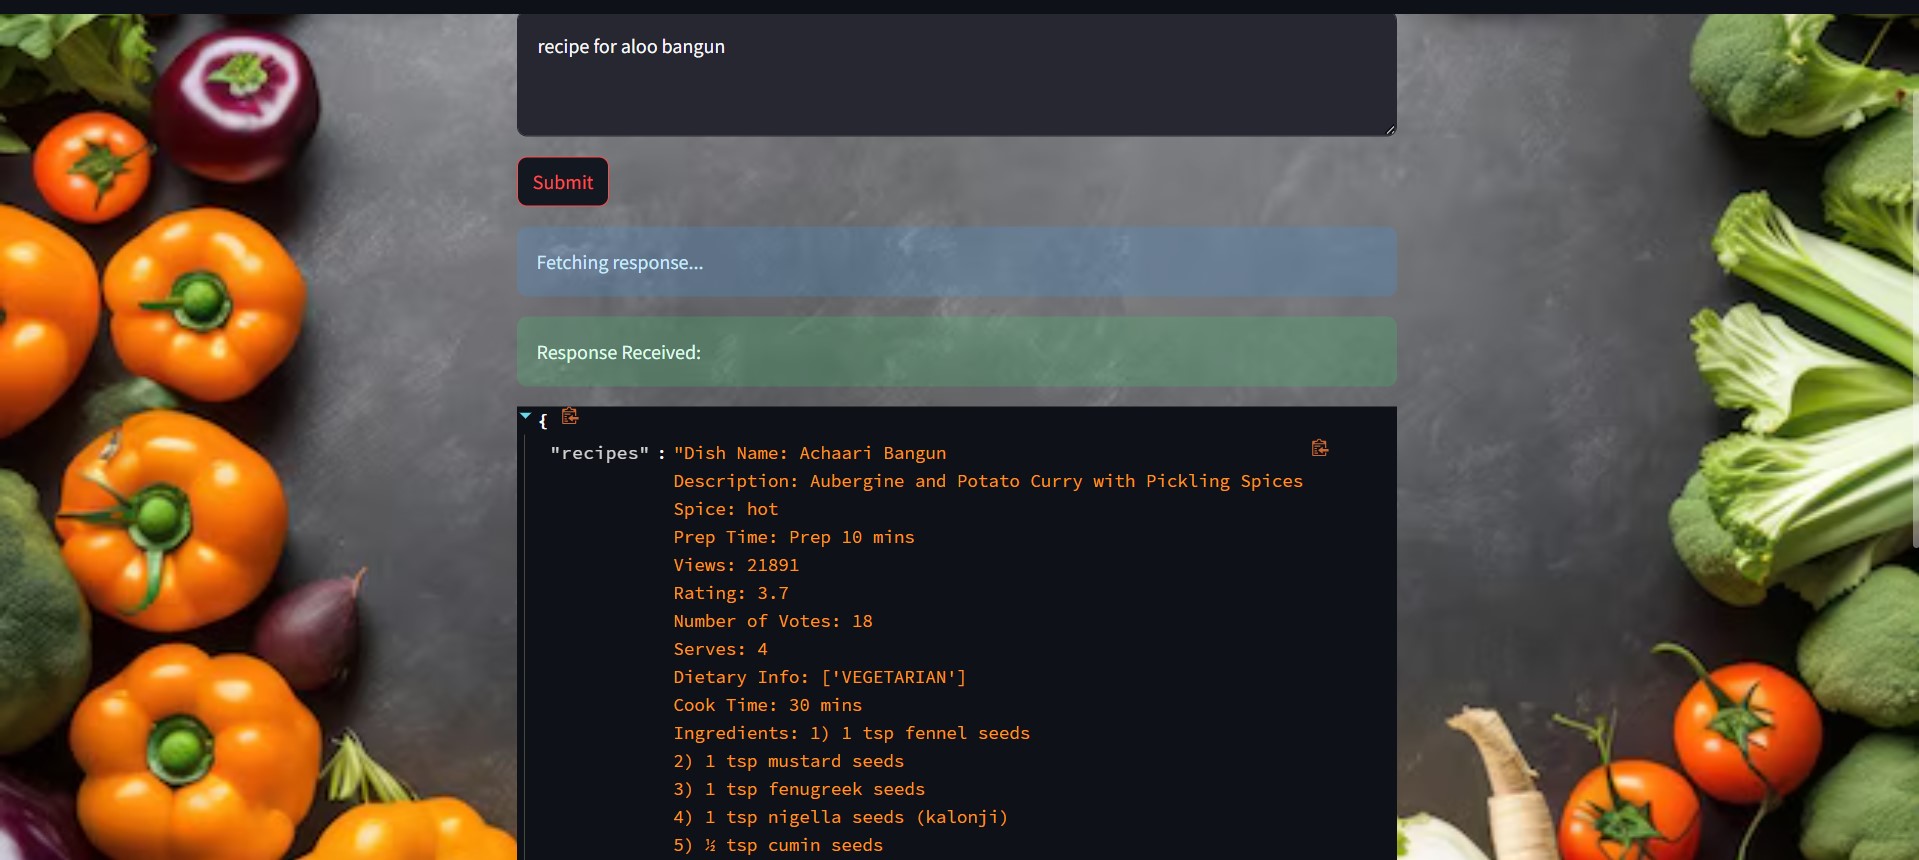 recipe for aloo bangun
Submit
Fetching response...
Response Received:
{
"recipes" : "Dish Name: Achaari Bangun
Description: Aubergine and Potato Curry with Pickling Spices
Spice: hot
Prep Time: Prep 10 mins
Views: 21891
Rating: 3.7
Number of Votes: 18
Serves: 4
Dietary Info: ['VEGETARIAN']
Cook Time: 30 mins
Ingredients: 1) 1 tsp fennel seeds
2) 1 tsp mustard seeds
3) 1 tsp fenugreek seeds
4) 1 tsp nigella seeds (kalonji)
5) ½ tsp cumin seeds